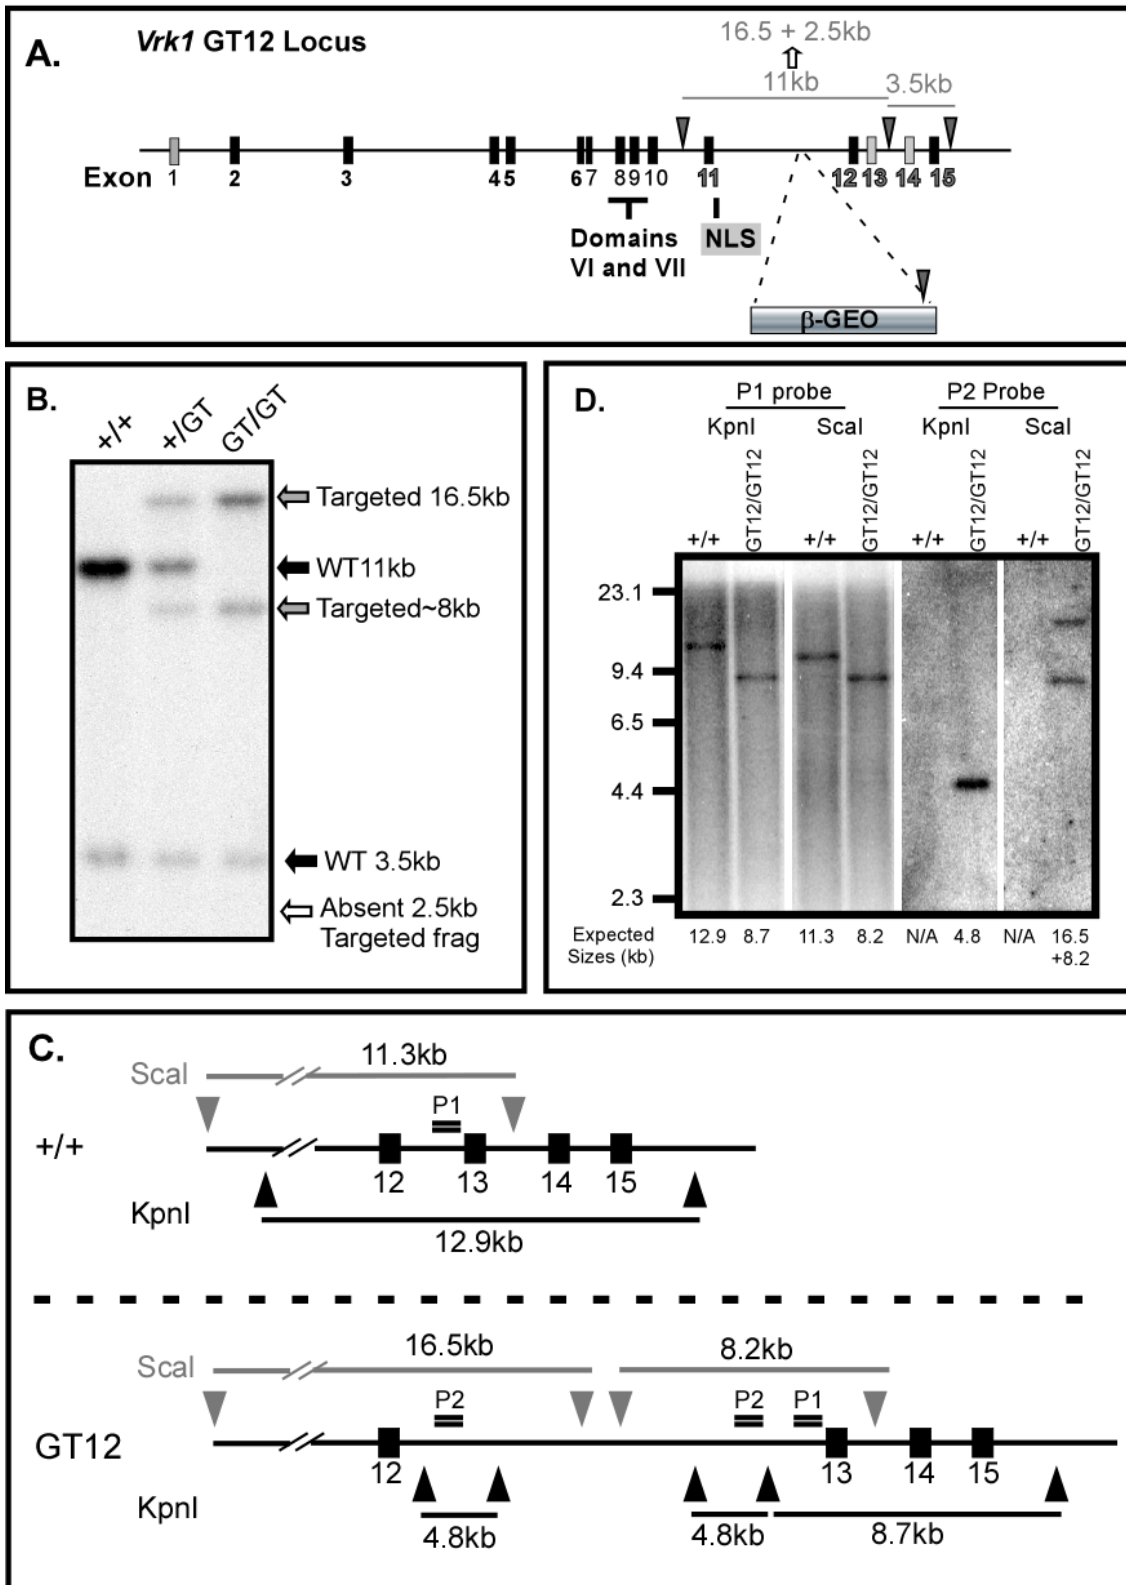 A.
Vrk1 GT12 Locus
16.5 + 2.5kb
11kb
3.5kb
Exon 1 2 3 4 5 6 7 8 9 10 11 12 13 14 15
Domains
VI and VII
NLS
β-GEO
B.
+/+ +/GT GT/GT
Targeted 16.5kb
WT11kb
Targeted~8kb
WT 3.5kb
Absent 2.5kb
Targeted frag
D.
P1 probe P2 Probe
KpnI ScaI KpnI ScaI
+/+ GT12/GT12 +/+ GT12/GT12 +/+ GT12/GT12 +/+ GT12/GT12
23.1
9.4
6.5
4.4
2.3
Expected Sizes (kb)
12.9 8.7 11.3 8.2 N/A 4.8 N/A 16.5 +8.2
C.
ScaI
11.3kb
P1
+/+
12 13 14 15
KpnI
12.9kb
ScaI
16.5kb 8.2kb
P2 P2 P1
GT12
12 13 14 15
KpnI
4.8kb 4.8kb 8.7kb